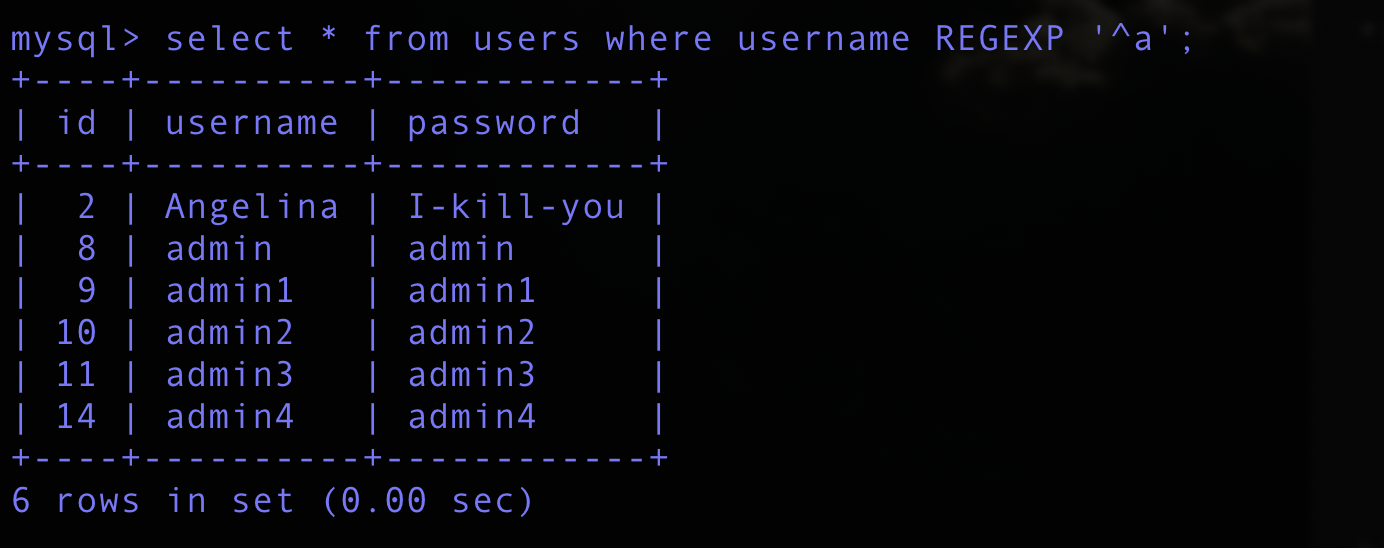 mysql> select * from users where username REGEXP '^a';
+----+----------+------------+
| id | username | password   |
+----+----------+------------+
|  2 | Angelina | I-kill-you |
|  8 | admin    | admin      |
|  9 | admin1   | admin1     |
| 10 | admin2   | admin2     |
| 11 | admin3   | admin3     |
| 14 | admin4   | admin4     |
+----+----------+------------+
6 rows in set (0.00 sec)